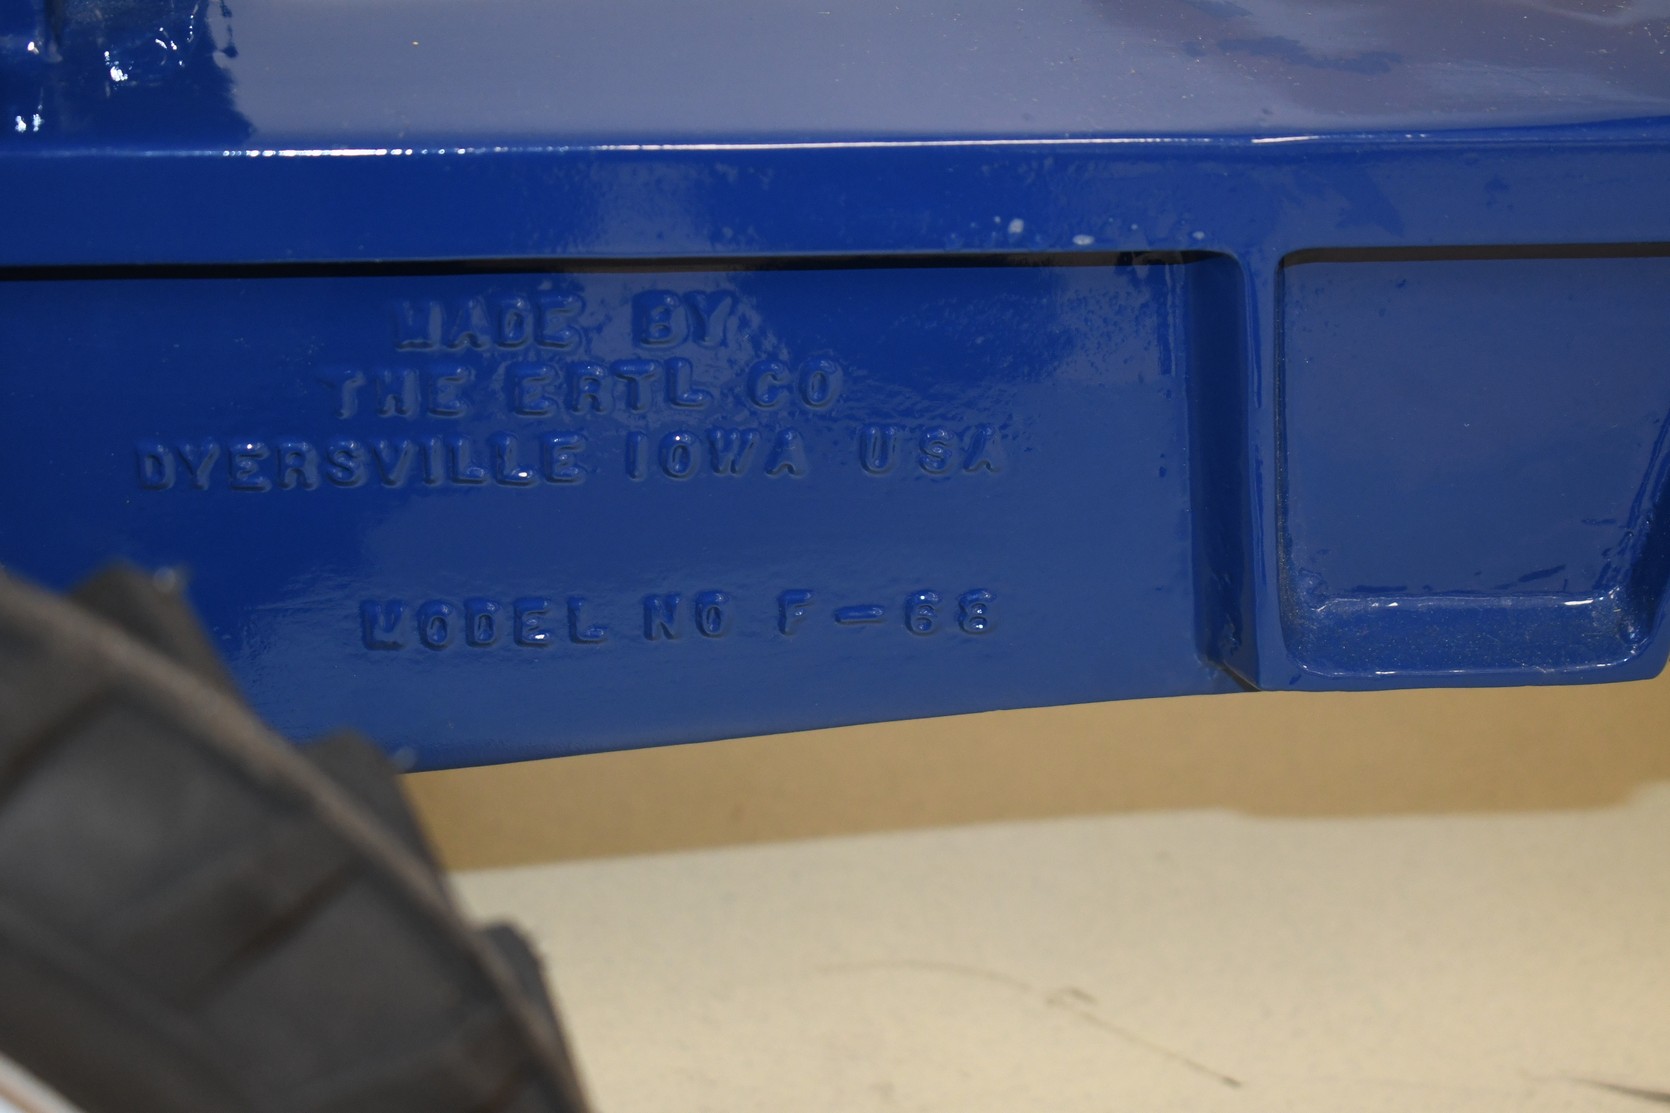 MADE BY
THE ERTL CO
DYERSVILLE IOWA USA
MODEL NO F-68